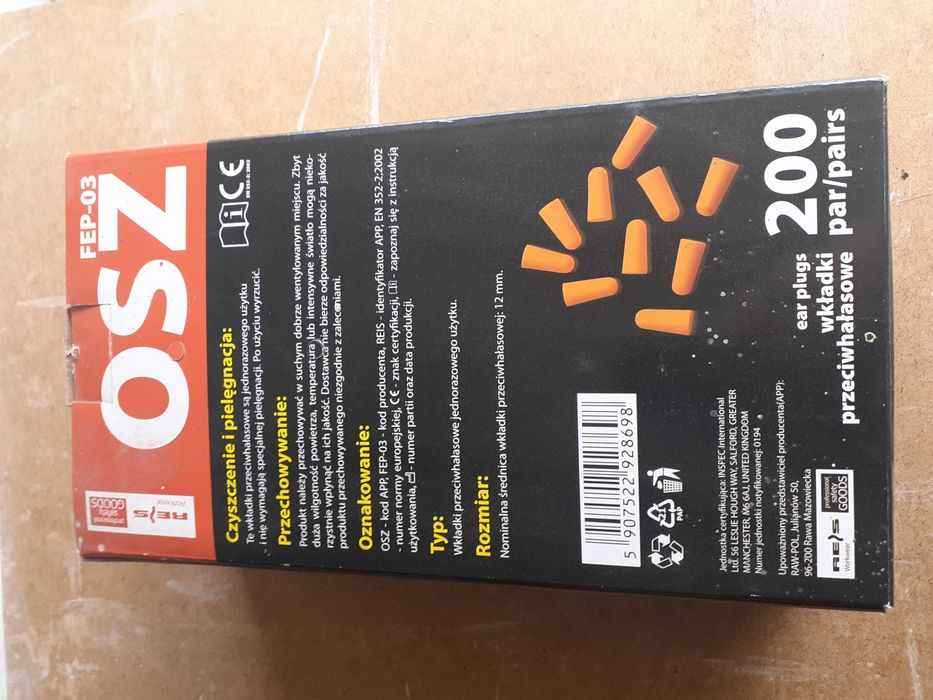 REIS
Workwear
professional
safety
GOODS
FEP-03
OSZ
CE
EN 352-2:2002
Czyszczenie i pielęgnacja:
Te wkładki przeciwhałasowe są jednorazowego użytku
i nie wymagają specjalnej pielęgnacji. Po użyciu wyrzucić.
Przechowywanie:
Produkt należy przechowywać w suchym dobrze wentylowanym miejscu. Zbyt
duża wilgotność powietrza, temperatura lub intensywne światło mogą nieko-
rzystnie wpłynąć na ich jakość. Dostawca nie bierze odpowiedzialności za jakość
produktu przechowywanego niezgodnie z zaleceniami.
Oznakowanie:
OSZ - kod APP, FEP-03 - kod producenta, REIS - identyfikator APP, EN 352-2:2002
- numer normy europejskiej, CE - znak certyfikacji, - zapoznaj się z instrukcją
użytkowania, - numer partii oraz data produkcji.
Typ:
Wkładki przeciwhałasowe jednorazowego użytku.
Rozmiar:
Nominalna średnica wkładki przeciwhałasowej: 12 mm.
5 907522 928698
PAP
ear plugs
wkładki
przeciwhałasowe
200
par/pairs
Jednostka certyfikująca: INSPEC International
Ltd. 56 LESLIE HOUGH WAY, SALFORD, GREATER
MANCHESTER, M6 6AJ, UNITED KINGDOM
Numer jednostki notyfikowanej: 0194
Upoważniony przedstawiciel producenta(APP):
RAW-POL, Julianów 50,
96-200 Rawa Mazowiecka
REIS
Workwear
professional
safety
GOODS